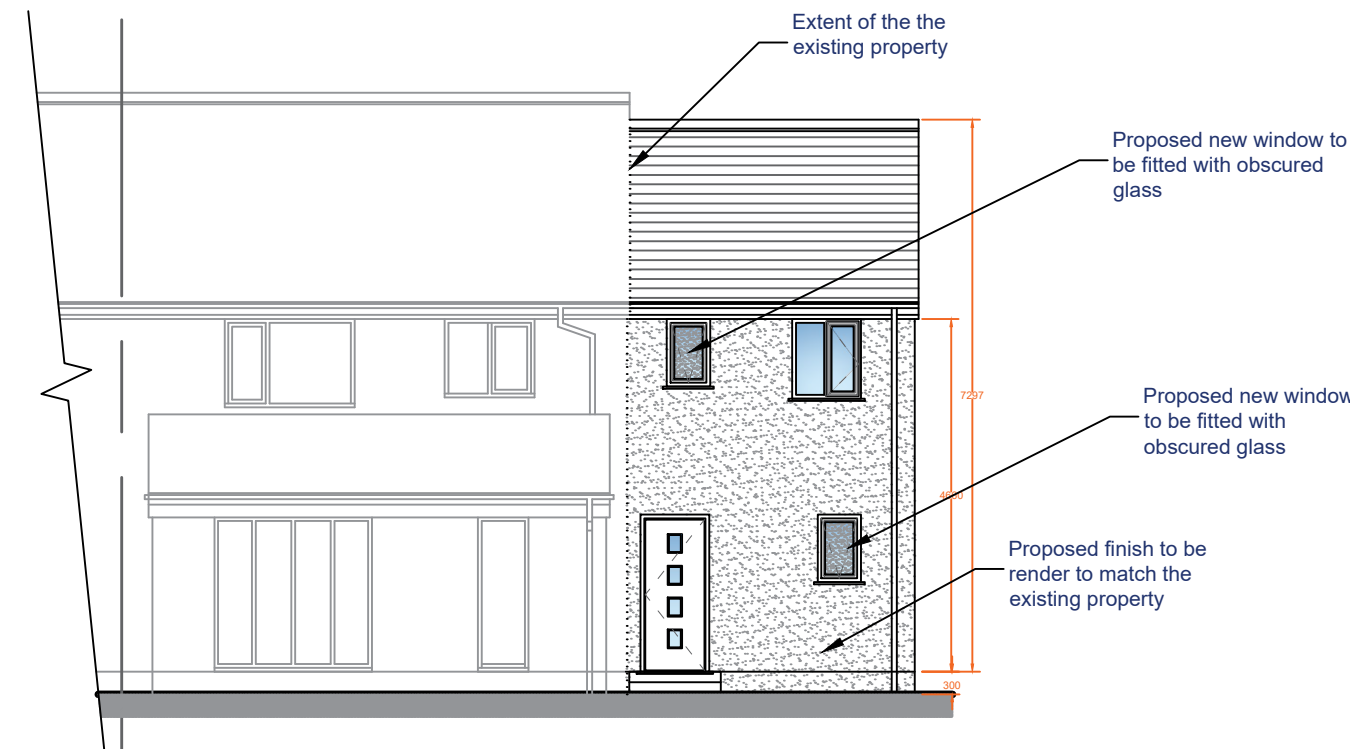 Extent of the the
existing property
Proposed new window to
be fitted with obscured
glass
7297
Proposed new window
to be fitted with
obscured glass
Proposed finish to be
render to match the
existing property
300